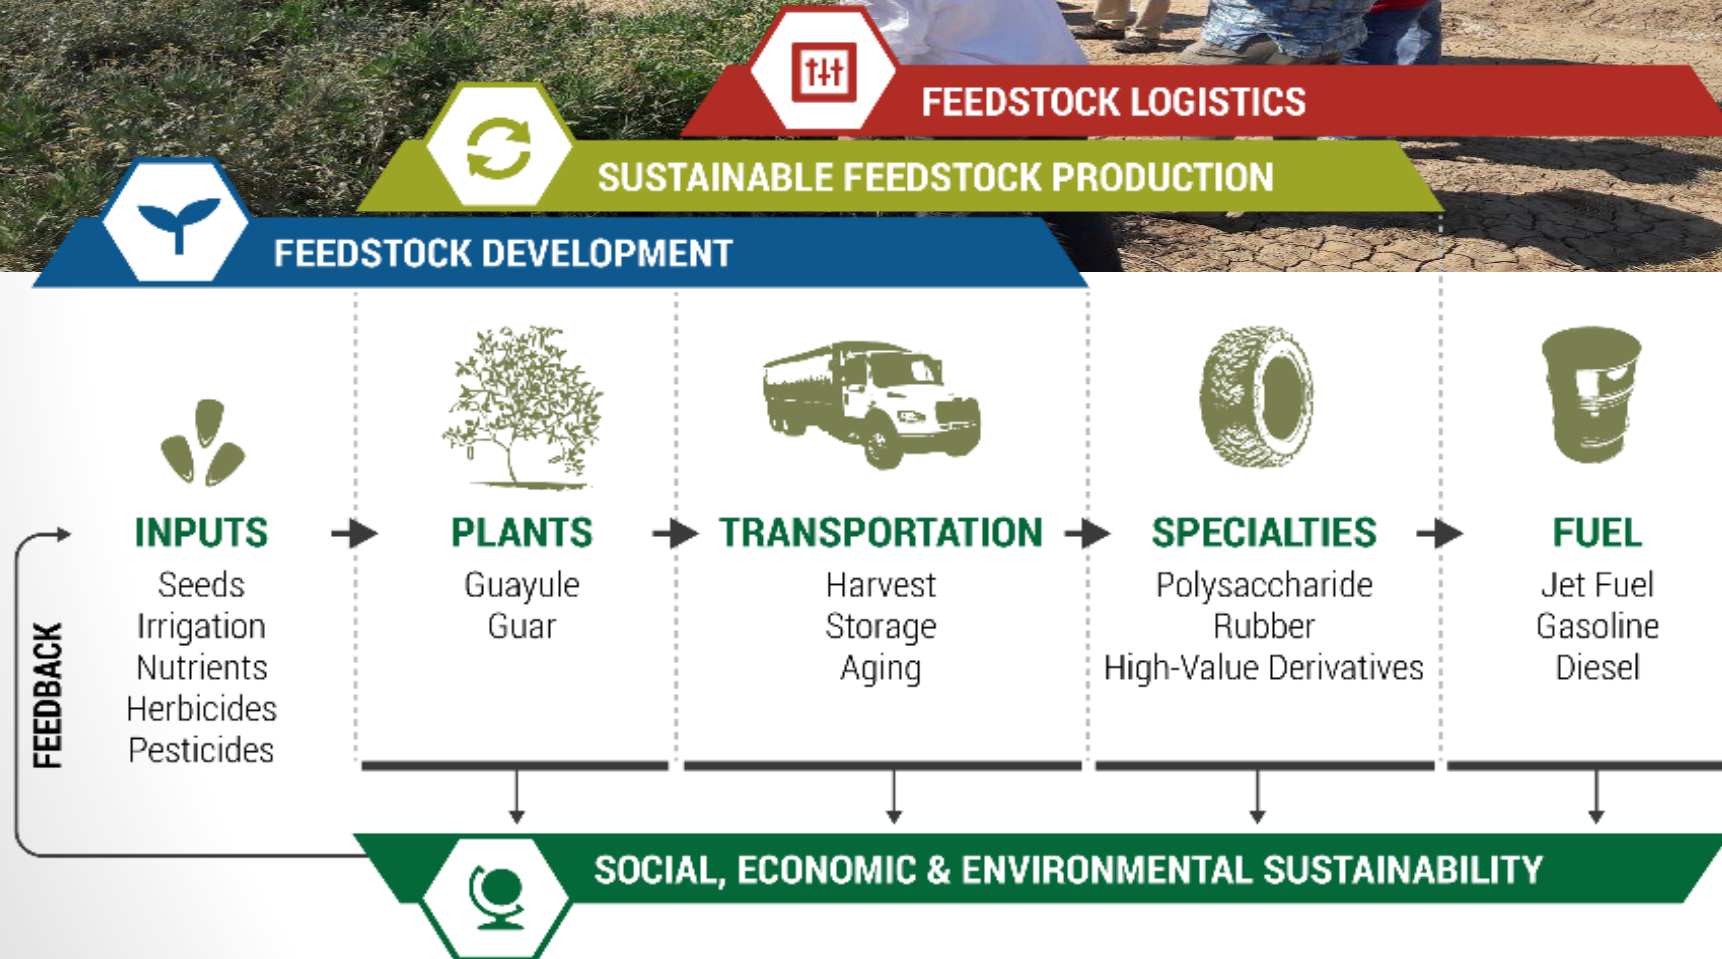 FEEDSTOCK LOGISTICS
SUSTAINABLE FEEDSTOCK PRODUCTION
FEEDSTOCK DEVELOPMENT
INPUTS
Seeds
Irrigation
Nutrients
Herbicides
Pesticides
PLANTS
Guayule
Guar
TRANSPORTATION
Harvest
Storage
Aging
SPECIALTIES
Polysaccharide
Rubber
High-Value Derivatives
FUEL
Jet Fuel
Gasoline
Diesel
FEEDBACK
SOCIAL, ECONOMIC & ENVIRONMENTAL SUSTAINABILITY